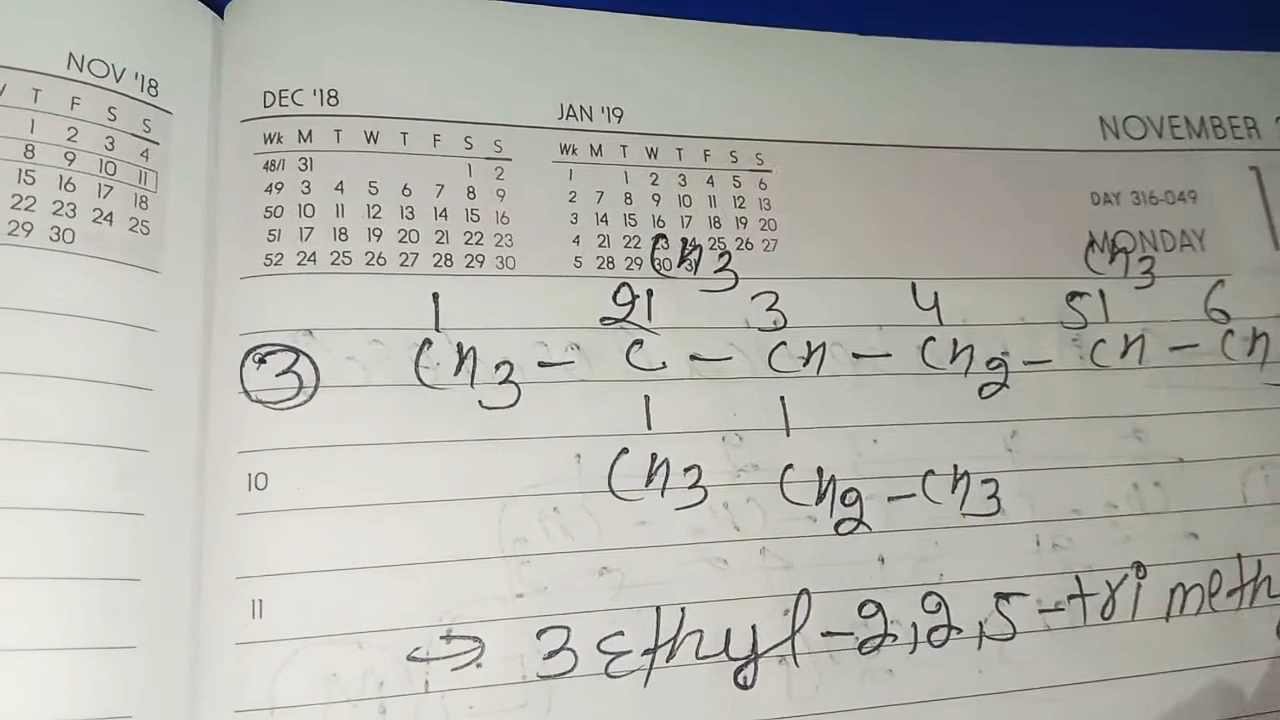 NOV '18
T F S S
1 2 3 4
8 9 10 11
15 16 17 18
22 23 24 25
29 30
DEC '18
Wk M T W T F S S
48/1 31 1 2
49 3 4 5 6 7 8 9
50 10 11 12 13 14 15 16
51 17 18 19 20 21 22 23
52 24 25 26 27 28 29 30
JAN '19
Wk M T W T F S S
1 1 2 3 4 5 6
2 7 8 9 10 11 12 13
3 14 15 16 17 18 19 20
4 21 22 23 24 25 26 27
5 28 29 30 31
NOVEMBER
DAY 316-049
MONDAY
CH3 CH3
1 2 3 4 5 6
3 CH3 - C - CH - CH2 - CH - CH
CH3 CH2 - CH3
10
11
⇒ 3 Ethyl-2,2,5-tri meth